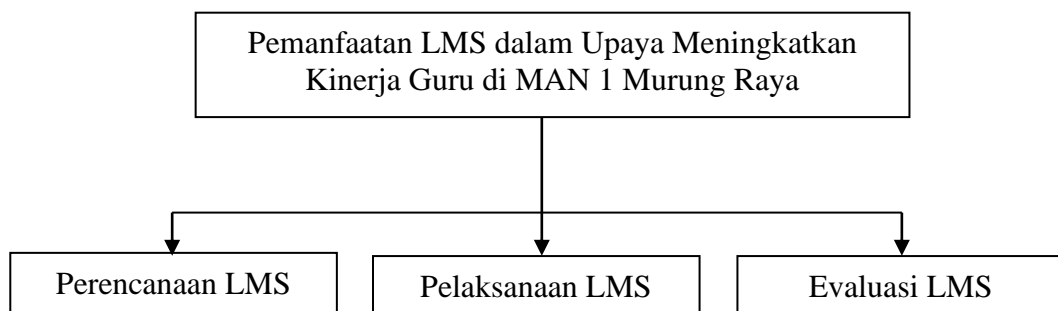 Pemanfaatan LMS dalam Upaya Meningkatkan
Kinerja Guru di MAN 1 Murung Raya
Perencanaan LMS
Pelaksanaan LMS
Evaluasi LMS